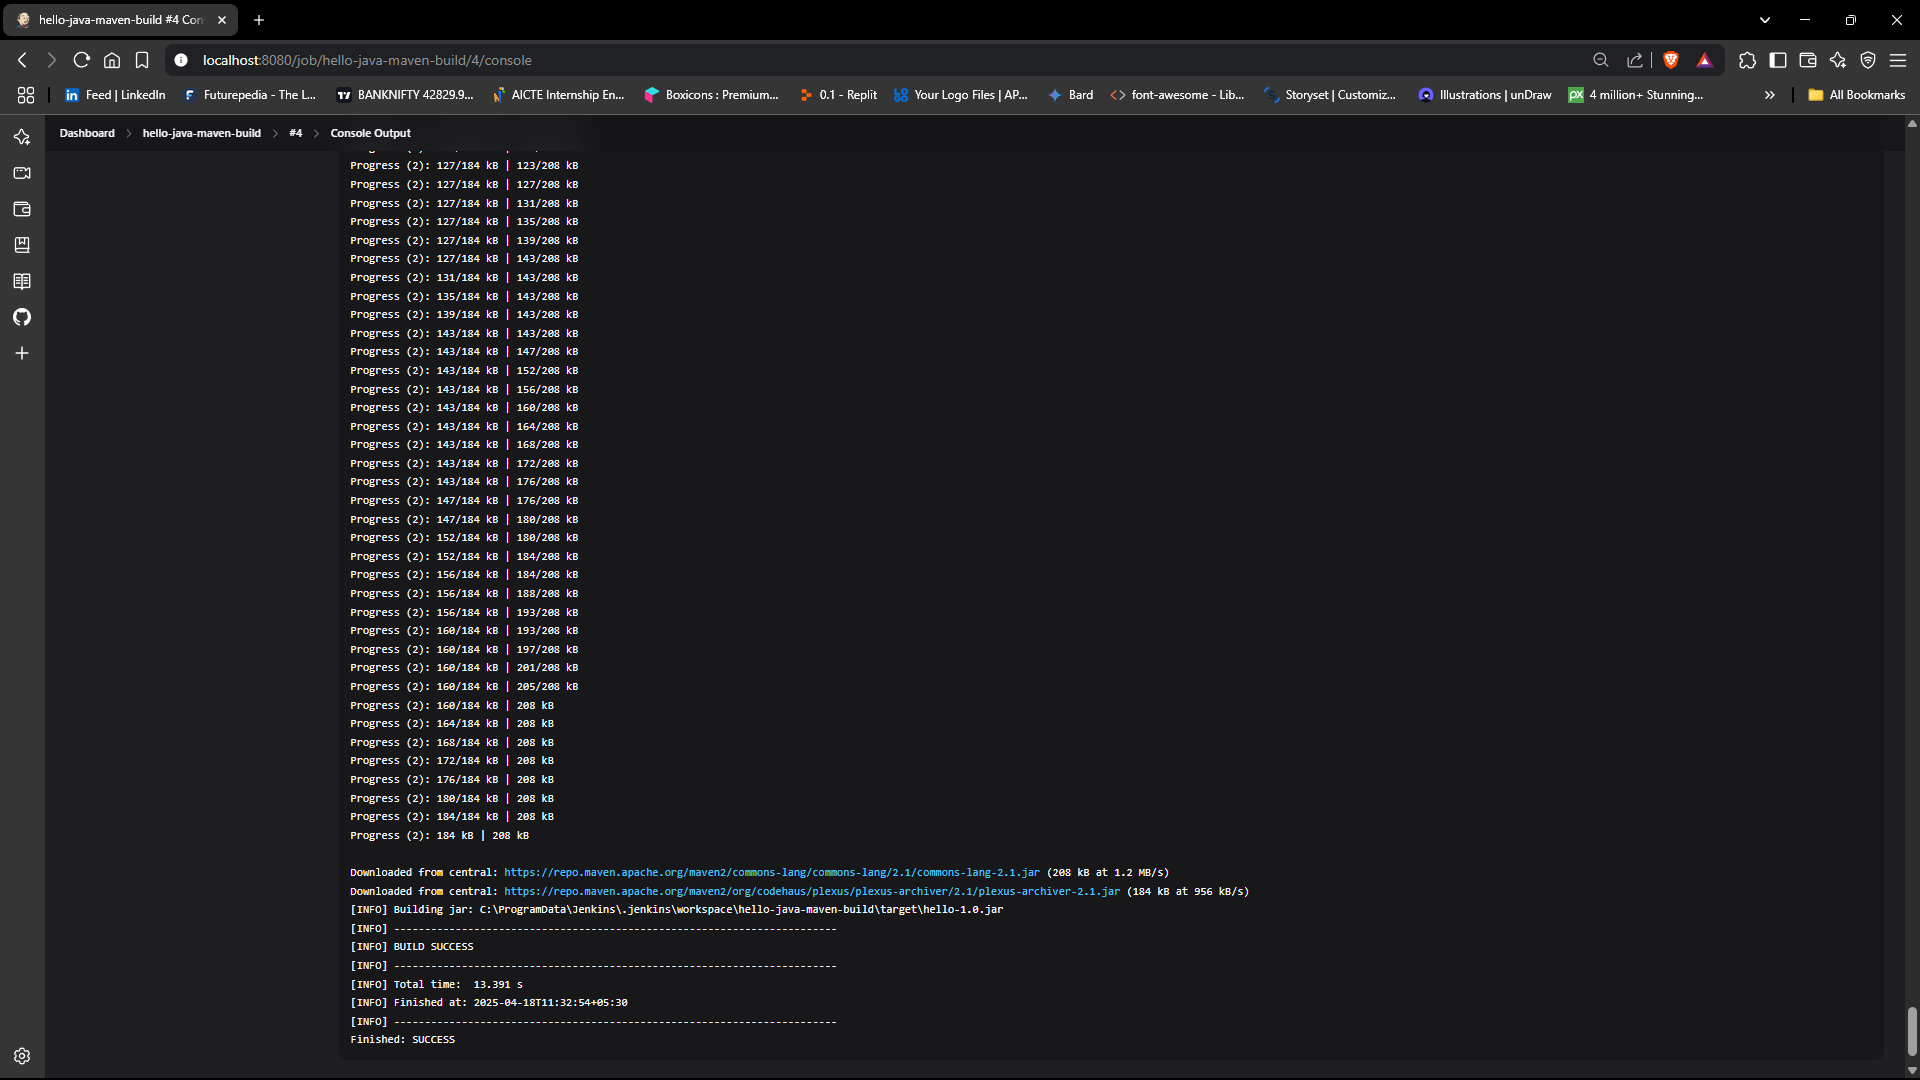 hello-java-maven-build #4 Con
localhost:8080/job/hello-java-maven-build/4/console
Feed | LinkedIn
Futurepedia - The L...
BANKNIFTY 42829.9...
AICTE Internship En...
Boxicons : Premium...
0.1 - Replit
Your Logo Files | AP...
Bard
font-awesome - Lib...
Storyset | Customiz...
Illustrations | unDraw
4 million+ Stunning...
All Bookmarks
Dashboard > hello-java-maven-build > #4 > Console Output
Progress (2): 127/184 kB | 123/208 kB
Progress (2): 127/184 kB | 127/208 kB
Progress (2): 127/184 kB | 131/208 kB
Progress (2): 127/184 kB | 135/208 kB
Progress (2): 127/184 kB | 139/208 kB
Progress (2): 127/184 kB | 143/208 kB
Progress (2): 131/184 kB | 143/208 kB
Progress (2): 135/184 kB | 143/208 kB
Progress (2): 139/184 kB | 143/208 kB
Progress (2): 143/184 kB | 143/208 kB
Progress (2): 143/184 kB | 147/208 kB
Progress (2): 143/184 kB | 152/208 kB
Progress (2): 143/184 kB | 156/208 kB
Progress (2): 143/184 kB | 160/208 kB
Progress (2): 143/184 kB | 164/208 kB
Progress (2): 143/184 kB | 168/208 kB
Progress (2): 143/184 kB | 172/208 kB
Progress (2): 143/184 kB | 176/208 kB
Progress (2): 147/184 kB | 176/208 kB
Progress (2): 147/184 kB | 180/208 kB
Progress (2): 152/184 kB | 180/208 kB
Progress (2): 152/184 kB | 184/208 kB
Progress (2): 156/184 kB | 184/208 kB
Progress (2): 156/184 kB | 188/208 kB
Progress (2): 156/184 kB | 193/208 kB
Progress (2): 160/184 kB | 193/208 kB
Progress (2): 160/184 kB | 197/208 kB
Progress (2): 160/184 kB | 201/208 kB
Progress (2): 160/184 kB | 205/208 kB
Progress (2): 160/184 kB | 208 kB
Progress (2): 164/184 kB | 208 kB
Progress (2): 168/184 kB | 208 kB
Progress (2): 172/184 kB | 208 kB
Progress (2): 176/184 kB | 208 kB
Progress (2): 180/184 kB | 208 kB
Progress (2): 184/184 kB | 208 kB
Progress (2): 184 kB | 208 kB
Downloaded from central: https://repo.maven.apache.org/maven2/commons-lang/commons-lang/2.1/commons-lang-2.1.jar (208 kB at 1.2 MB/s)
Downloaded from central: https://repo.maven.apache.org/maven2/org/codehaus/plexus/plexus-archiver/2.1/plexus-archiver-2.1.jar (184 kB at 956 kB/s)
[INFO] Building jar: C:\ProgramData\Jenkins\.jenkins\workspace\hello-java-maven-build\target\hello-1.0.jar
[INFO] ------------------------------------------------------------------------
[INFO] BUILD SUCCESS
[INFO] ------------------------------------------------------------------------
[INFO] Total time:  13.391 s
[INFO] Finished at: 2025-04-18T11:32:54+05:30
[INFO] ------------------------------------------------------------------------
Finished: SUCCESS